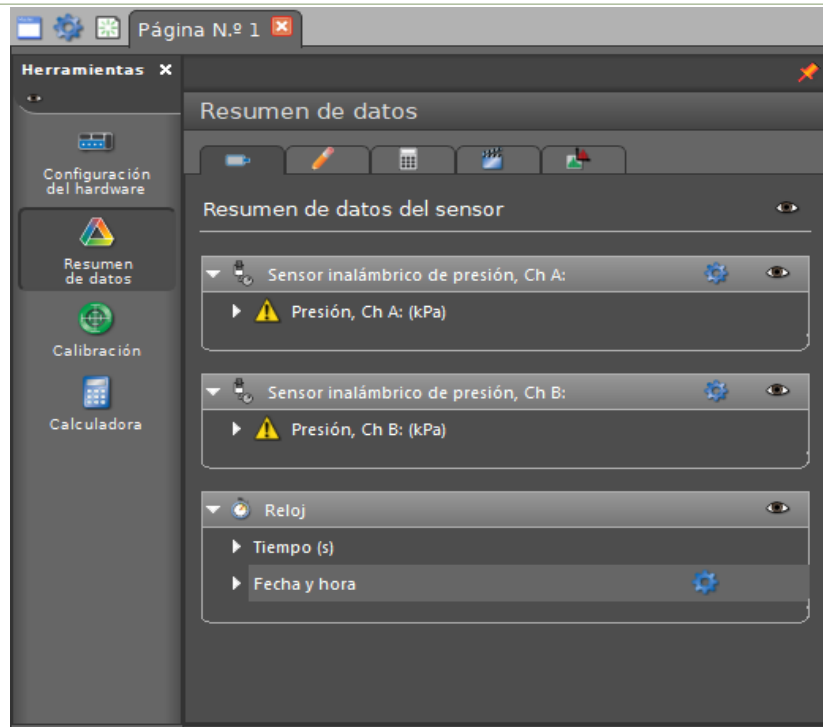 Página N.º 1
Herramientas
Resumen de datos
Configuración
del hardware
Resumen
de datos
Calibración
Calculadora
Resumen de datos del sensor
Sensor inalámbrico de presión, Ch A:
Presión, Ch A: (kPa)
Sensor inalámbrico de presión, Ch B:
Presión, Ch B: (kPa)
Reloj
Tiempo (s)
Fecha y hora